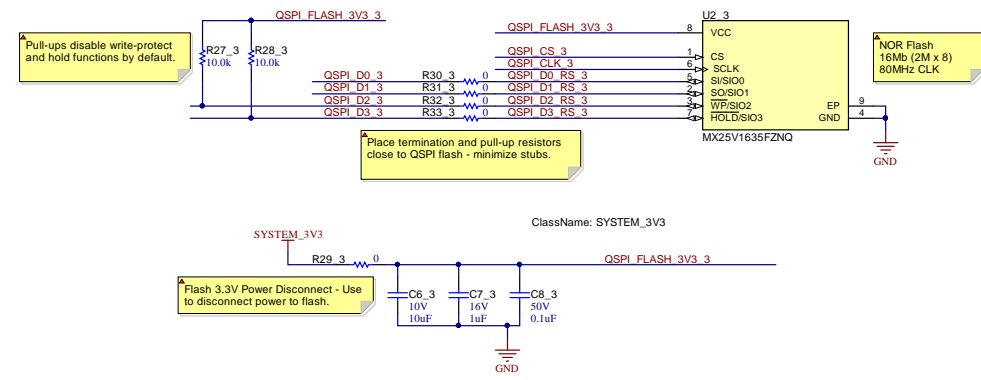 QSPI_FLASH_3V3_3
R27_3
10.0k
R28_3
10.0k
Pull-ups disable write-protect
and hold functions by default.
QSPI_FLASH_3V3_3
QSPI_CS_3
QSPI_CLK_3
QSPI_D0_3
R30_3
0
QSPI_D0_RS_3
QSPI_D1_3
R31_3
0
QSPI_D1_RS_3
QSPI_D2_3
R32_3
0
QSPI_D2_RS_3
QSPI_D3_3
R33_3
0
QSPI_D3_RS_3
U2_3
8
VCC
1
CS
6
SCLK
5
SI/SIO0
2
SO/SIO1
3
WP/SIO2
7
HOLD/SIO3
EP
9
GND
4
MX25V1635FZNQ
GND
NOR Flash
16Mb (2M x 8)
80MHz CLK
Place termination and pull-up resistors
close to QSPI flash - minimize stubs.
ClassName: SYSTEM_3V3
SYSTEM_3V3
R29_3
0
QSPI_FLASH_3V3_3
Flash 3.3V Power Disconnect - Use
to disconnect power to flash.
C6_3
10V
10uF
C7_3
16V
1uF
C8_3
50V
0.1uF
GND